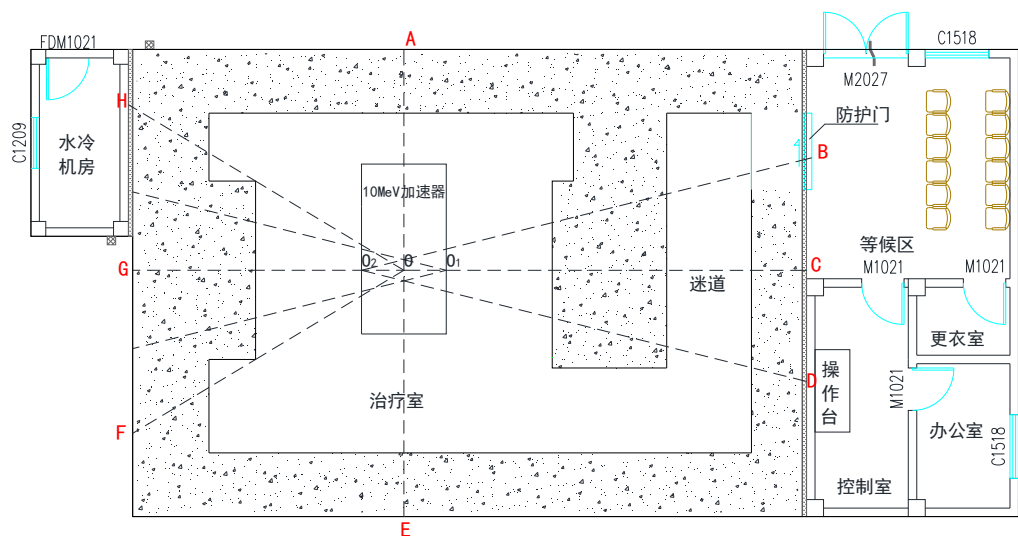 A
FDM1021
C1518
M2027
H
防护门
C1209
水冷
机房
B
10MeV加速器
等候区
O₂
O
O₁
G
C
M1021
M1021
迷道
更衣室
D
操
作
台
M1021
治疗室
F
办公室
C1518
控制室
E